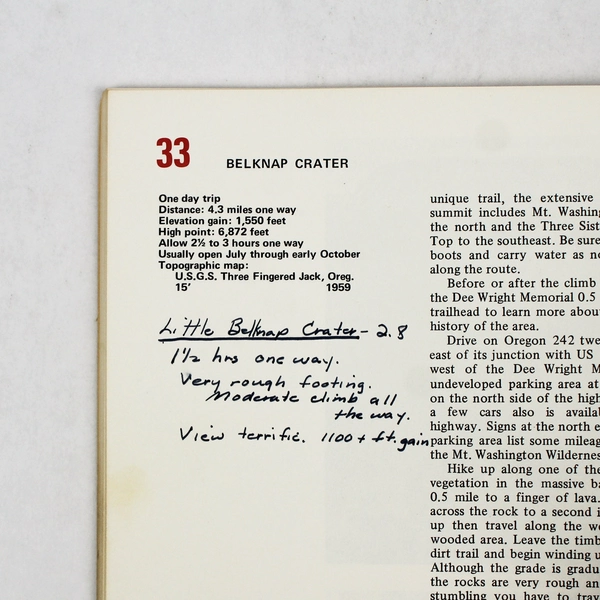 33
BELKNAP CRATER
One day trip
Distance: 4.3 miles one way
Elevation gain: 1,550 feet
High point: 6,872 feet
Allow 2½ to 3 hours one way
Usually open July through early October
Topographic map:
U.S.G.S. Three Fingered Jack, Oreg.
15' 1959
Little Belknap Crater - 2.8
1½ hrs one way.
Very rough footing.
Moderate climb all
the way.
View terrific. 1100 + ft. gain
unique trail, the extensive
summit includes Mt. Washing
the north and the Three Sist
Top to the southeast. Be sure
boots and carry water as no
along the route.
Before or after the climb
the Dee Wright Memorial 0.5
trailhead to learn more abou
history of the area.
Drive on Oregon 242 twe
east of its junction with US
west of the Dee Wright M
undeveloped parking area at
on the north side of the high
a few cars also is availab
highway. Signs at the north e
parking area list some mileag
the Mt. Washington Wildernes
Hike up along one of the
vegetation in the massive ba
0.5 mile to a finger of lava.
across the rock to a second i
up then travel along the we
wooded area. Leave the timb
dirt trail and begin winding u
Although the grade is gradu
the rocks are very rough an
stumbling you have to trav